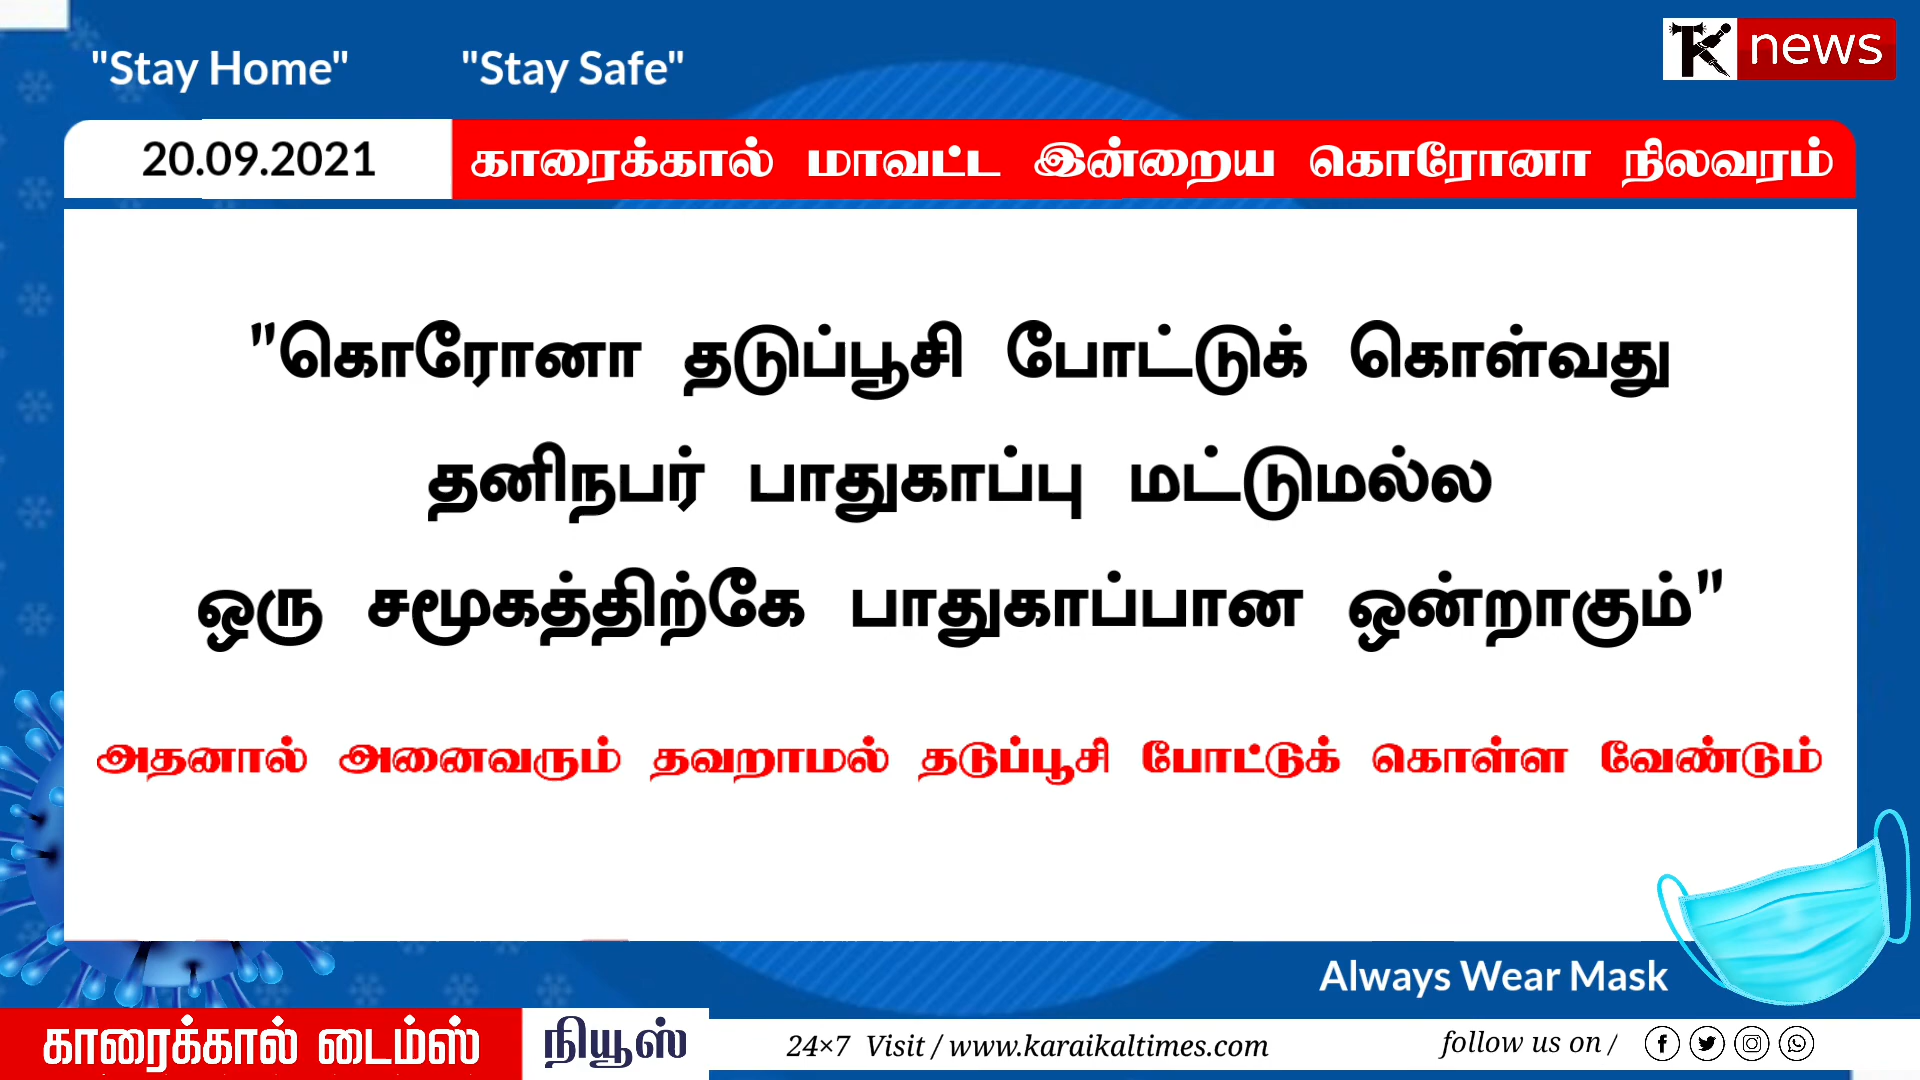 "Stay Home" "Stay Safe"
TK news
20.09.2021 காரைக்கால் மாவட்ட இன்றைய கொரோனா நிலவரம்
"கொரோனா தடுப்பூசி போட்டுக் கொள்வது
தனிநபர் பாதுகாப்பு மட்டுமல்ல
ஒரு சமூகத்திற்கே பாதுகாப்பான ஒன்றாகும்"
அதனால் அனைவரும் தவறாமல் தடுப்பூசி போட்டுக் கொள்ள வேண்டும்
Always Wear Mask
காரைக்கால் டைம்ஸ் நியூஸ் 24×7 Visit / www.karaikaltimes.com follow us on /